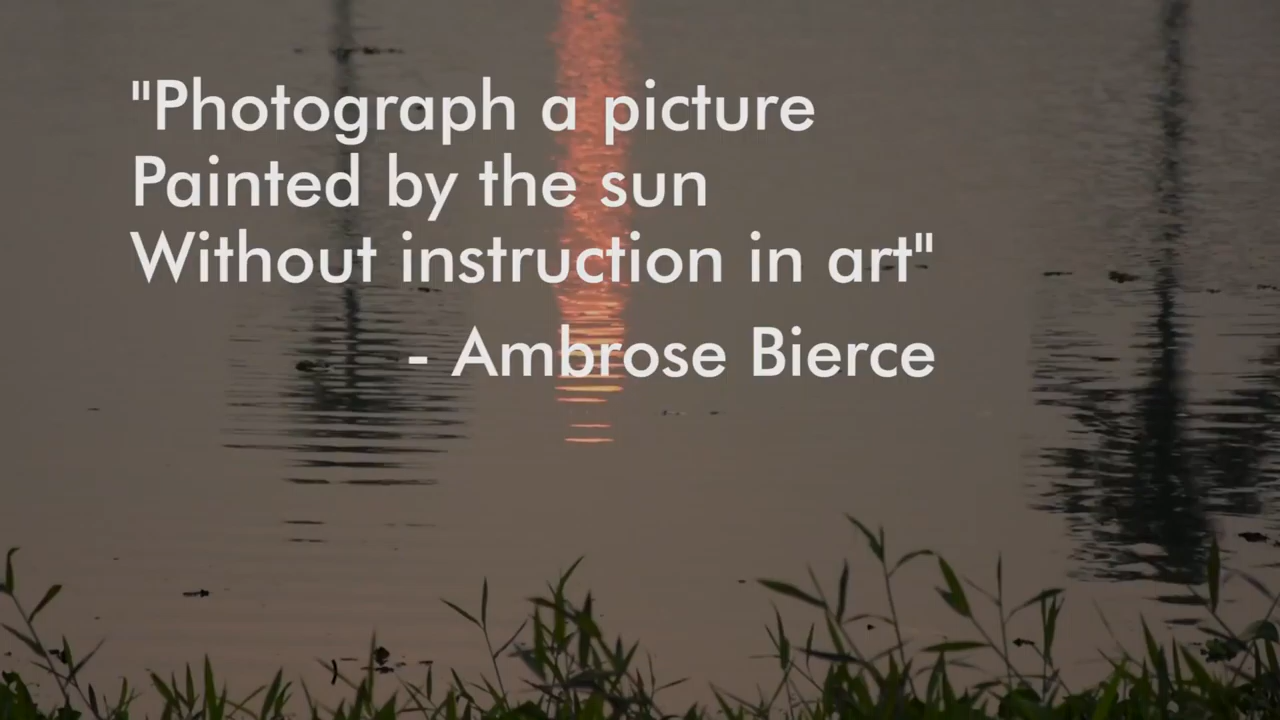 "Photograph a picture
Painted by the sun
Without instruction in art"
- Ambrose Bierce